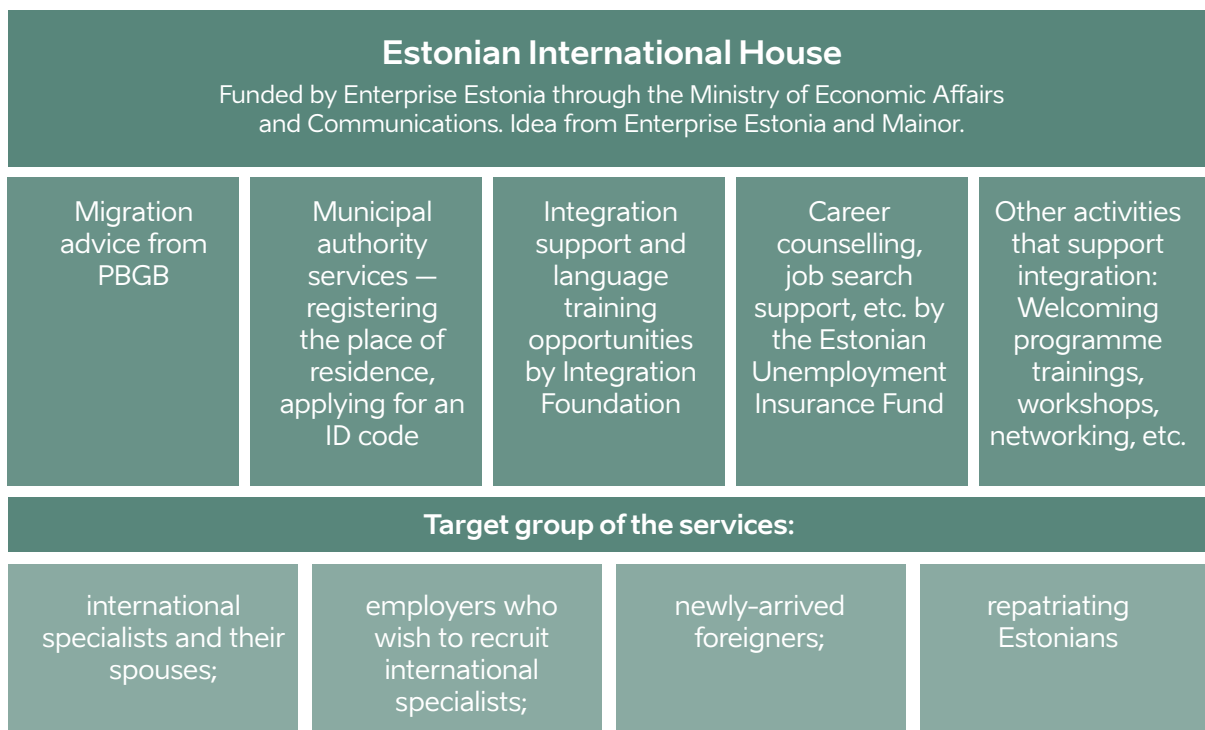 Estonian International House
Funded by Enterprise Estonia through the Ministry of Economic Affairs
and Communications. Idea from Enterprise Estonia and Mainor.
Migration
advice from
PBGB
Municipal
authority
services —
registering
the place of
residence,
applying for an
ID code
Integration
support and
language
training
opportunities
by Integration
Foundation
Career
counselling,
job search
support, etc. by
the Estonian
Unemployment
Insurance Fund
Other activities
that support
integration:
Welcoming
programme
trainings,
workshops,
networking, etc.
Target group of the services:
international
specialists and their
spouses;
employers who
wish to recruit
international
specialists;
newly-arrived
foreigners;
repatriating
Estonians